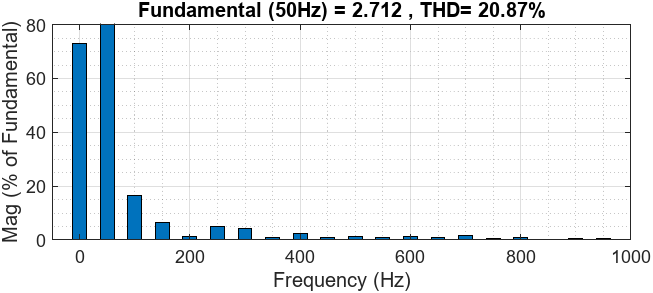 Fundamental (50Hz) = 2.712 , THD= 20.87%
Mag (% of Fundamental)
80
60
40
20
0
0 200 400 600 800 1000
Frequency (Hz)